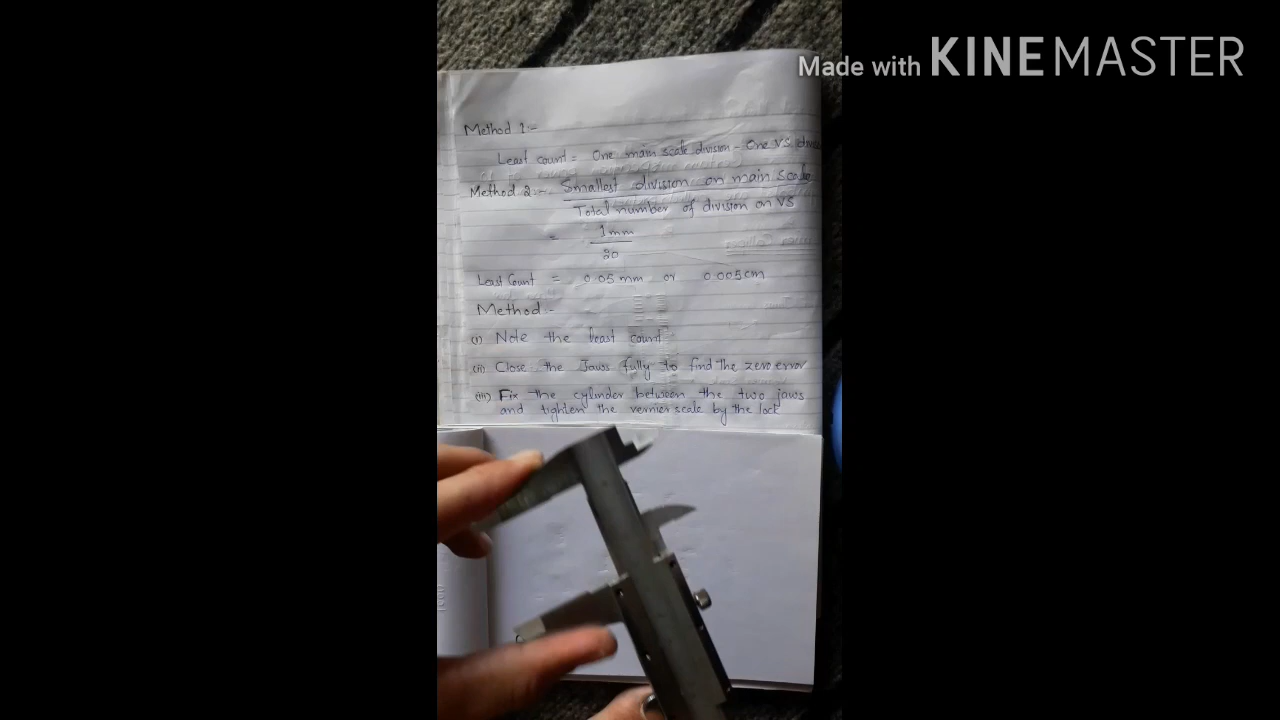 Made with KINEMASTER
Method 1:-
Least count = One main scale division - One VS
Method 2:- Smallest division on main scale
Total number of division on VS
= 1mm
20
Least Count = 0.05 mm or 0.005cm
Method:-
(i) Note the least count
(ii) Close the Jaws fully to find the zero error
(iii) Fix the cylinder between the two jaws
and tighten the vernier scale by the lock